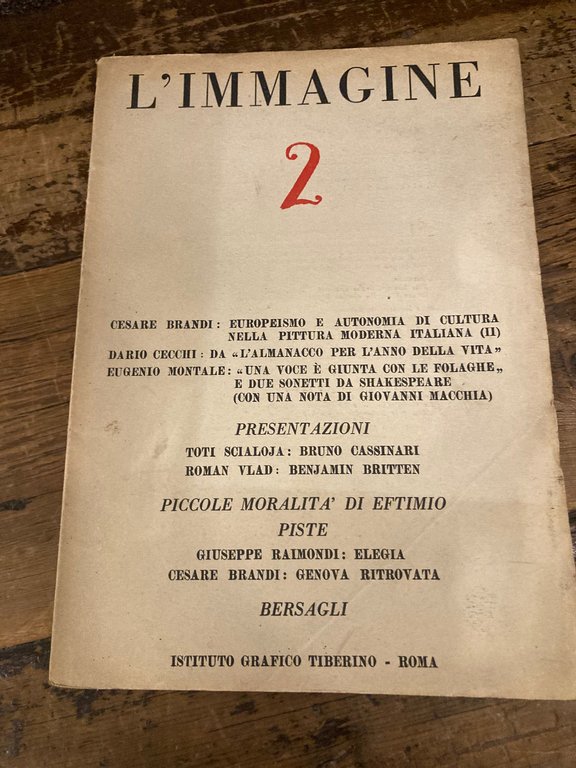 L'IMMAGINE
2
CESARE BRANDI: EUROPEISMO E AUTONOMIA DI CULTURA
NELLA PITTURA MODERNA ITALIANA (II)
DARIO CECCHI: DA «L'ALMANACCO PER L'ANNO DELLA VITA»
EUGENIO MONTALE: «UNA VOCE È GIUNTA CON LE FOLAGHE»
E DUE SONETTI DA SHAKESPEARE
(CON UNA NOTA DI GIOVANNI MACCHIA)
PRESENTAZIONI
TOTI SCIALOJA: BRUNO CASSINARI
ROMAN VLAD: BENJAMIN BRITTEN
PICCOLE MORALITA' DI EFTIMIO
PISTE
GIUSEPPE RAIMONDI: ELEGIA
CESARE BRANDI: GENOVA RITROVATA
BERSAGLI
ISTITUTO GRAFICO TIBERINO - ROMA